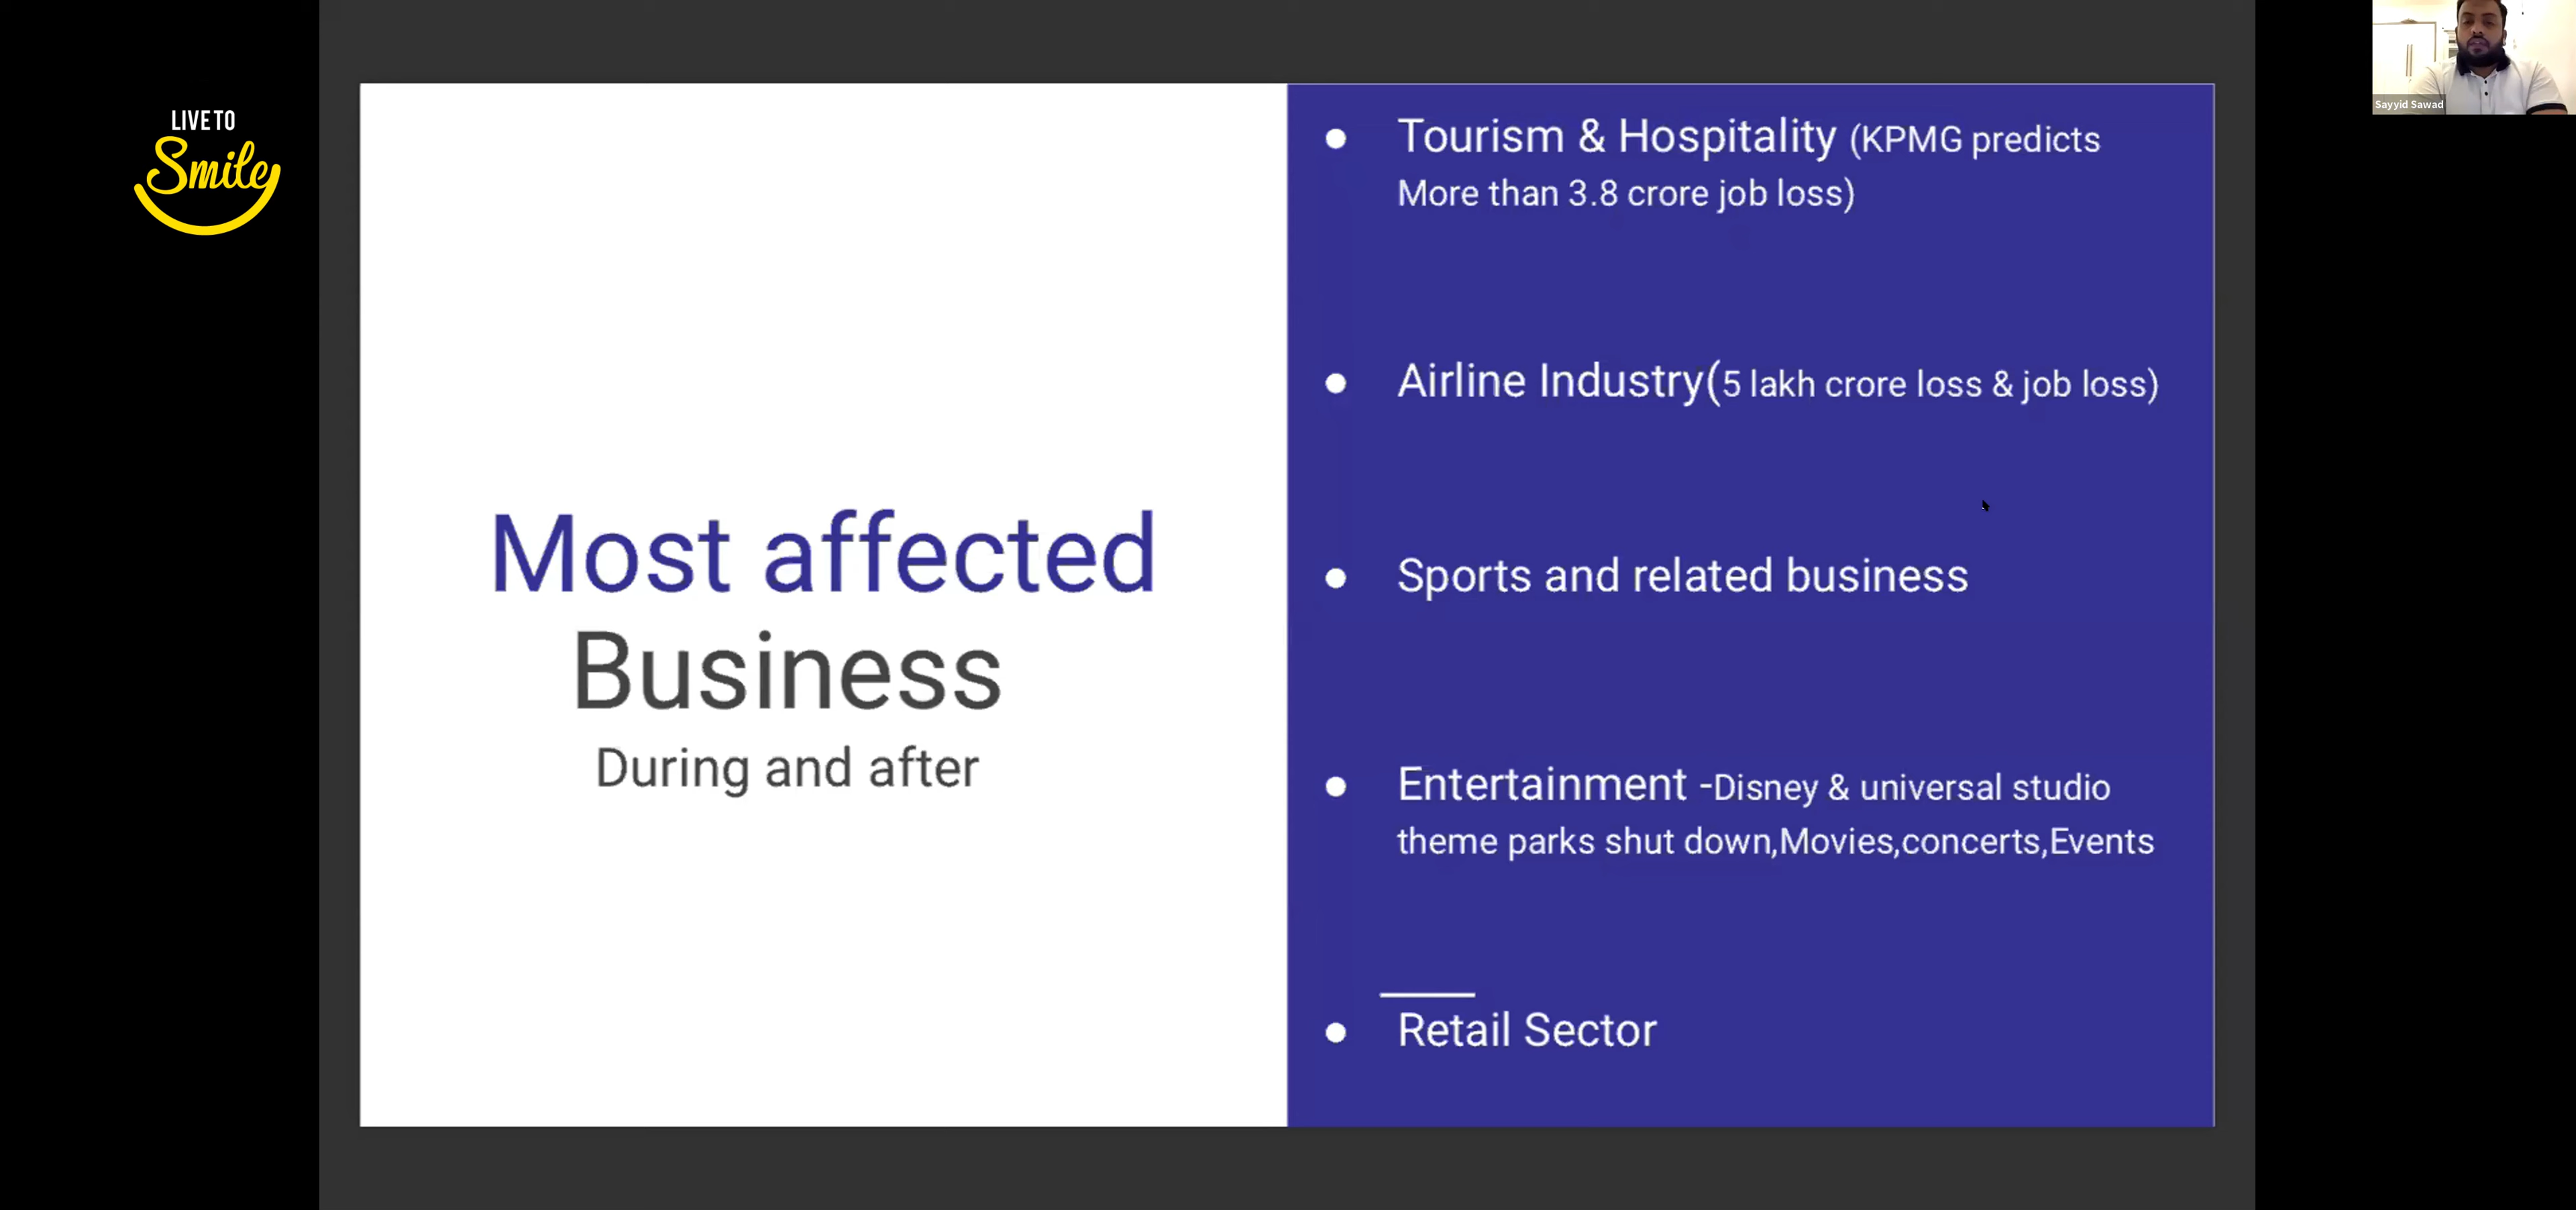 LIVE TO
Smile
Sayyid Sawad
Most affected
Business
During and after
Tourism & Hospitality (KPMG predicts
More than 3.8 crore job loss)
Airline Industry(5 lakh crore loss & job loss)
Sports and related business
Entertainment -Disney & universal studio
theme parks shut down,Movies,concerts,Events
Retail Sector